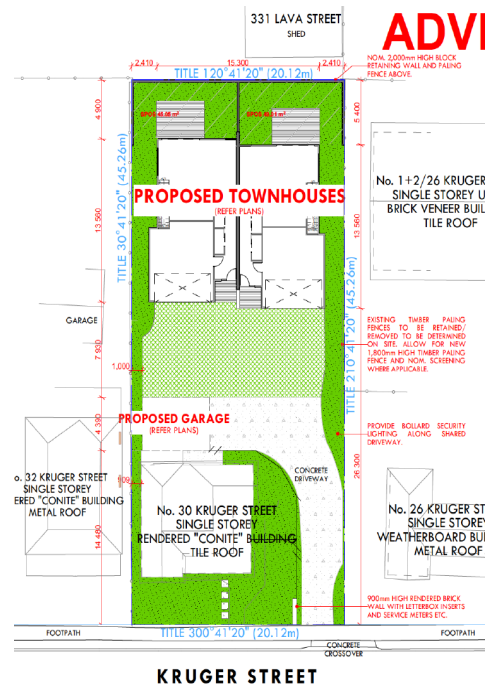 331 LAVA STREET
SHED
ADV
2.410
15.300
2.410
TITLE 120°41'20" (20.12m)
NOM. 2,000mm HIGH BLOCK
RETAINING WALL AND PALING
FENCE ABOVE.
4.900
5.400
TITLE 30°41'20" (45.26m)
No. 1+2/26 KRUGER
SINGLE STOREY U
BRICK VENEER BUIL
TILE ROOF
PROPOSED TOWNHOUSES
(REFER PLANS)
13.560
13.560
TITLE 210°41'20" (45.26m)
GARAGE
EXISTING TIMBER PALING
FENCES TO BE RETAINED/
REMOVED TO BE DETERMINED
ON SITE. ALLOW FOR NEW
1,800mm HIGH TIMBER PALING
FENCE AND NOM. SCREENING
WHERE APPLICABLE.
7.930
1.000
PROPOSED GARAGE
(REFER PLANS)
4.390
PROVIDE BOLLARD SECURITY
LIGHTING ALONG SHARED
DRIVEWAY.
26.300
CONCRETE
DRIVEWAY
o. 32 KRUGER STREET
SINGLE STOREY
ERED "CONITE" BUILDING
METAL ROOF
No. 30 KRUGER STREET
SINGLE STOREY
RENDERED "CONITE" BUILDING
TILE ROOF
No. 26 KRUGER ST
SINGLE STOREY
WEATHERBOARD BUI
METAL ROOF
14.480
900mm HIGH RENDERED BRICK
WALL WITH LETTERBOX INSERTS
AND SERVICE METERS ETC.
FOOTPATH
TITLE 300°41'20" (20.12m)
FOOTPATH
CONCRETE
CROSSOVER
KRUGER STREET